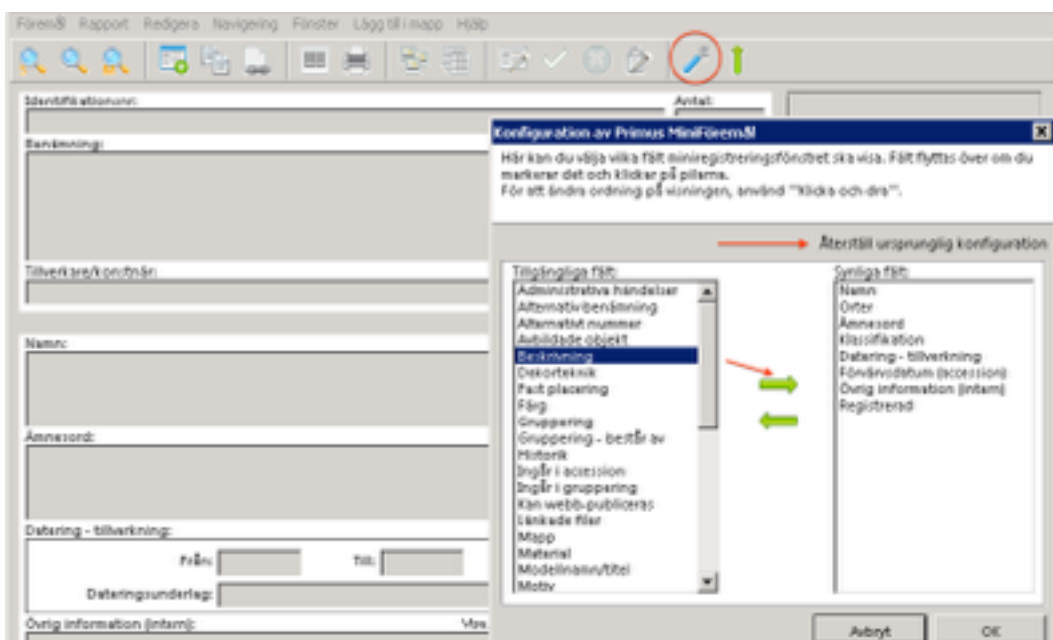 Föremål Rapport Redigera Navigering Fönster Lägg till i mapp Hjälp
Identifikationsnr: Antal:
Benämning:
Tillverkare/konstnär:
Namn:
Ämnesord:
Datering - tillverkning:
Från: Till:
Dateringsunderlag:
Övrig information (intern):
Konfiguration av Primus MiniFöremål
Här kan du välja vilka fält miniregistreringsfönstret ska visa. Fält flyttas över om du
markerar det och klickar på pilarna.
För att ändra ordning på visningen, använd "Klicka och dra".
Återställ ursprunglig konfiguration
Tillgängliga fält:
Administrativa händelser
Alternativ benämning
Alternativt nummer
Avbildade objekt
Beskrivning
Dekorteknik
Fast placering
Färg
Gruppering
Gruppering - består av
Historik
Ingår i accession
Ingår i gruppering
Kan webb-publiceras
Länkade filer
Mapp
Material
Modellnamn/titel
Motiv
Synliga fält:
Namn
Orter
Ämnesord
Klassifikation
Datering - tillverkning
Förvärvsdatum (accession)
Övrig information (intern)
Registrerad
Avbryt OK